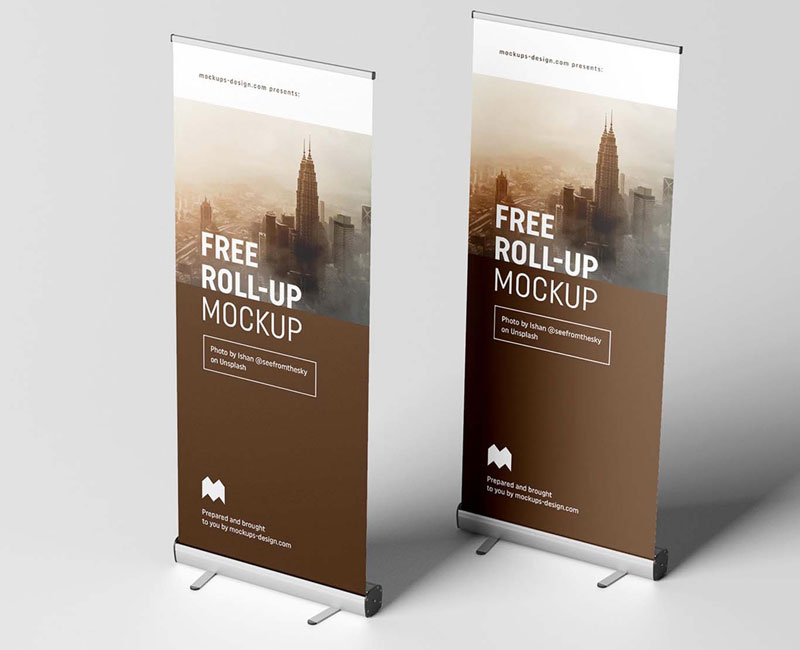 mockups-design.com presents:
FREE
ROLL-UP
MOCKUP
Photo by Ishan @seefromthesky
on Unsplash
Prepared and brought
to you by mockups-design.com
mockups-design.com presents:
FREE
ROLL-UP
MOCKUP
Photo by Ishan @seefromthesky
on Unsplash
Prepared and brought
to you by mockups-design.com